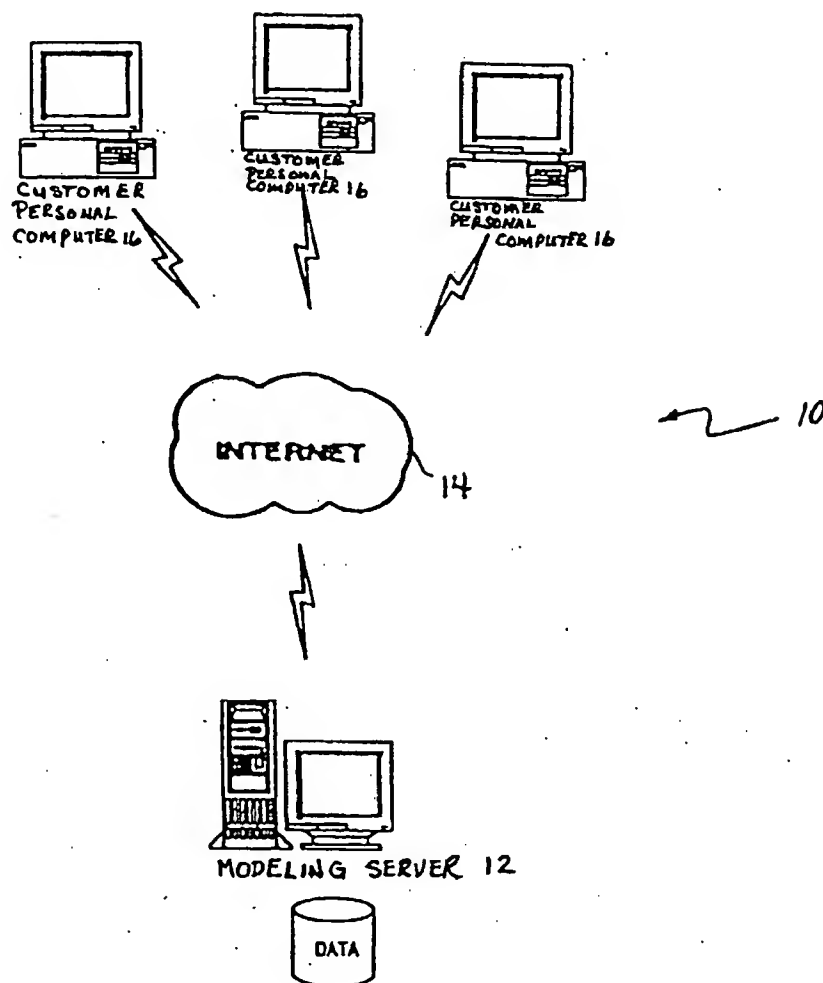 CUSTOMER
PERSONAL
COMPUTER 16
CUSTOMER
PERSONAL
COMPUTER 16
CUSTOMER
PERSONAL
COMPUTER 16
INTERNET
10
14
MODELING SERVER 12
DATA